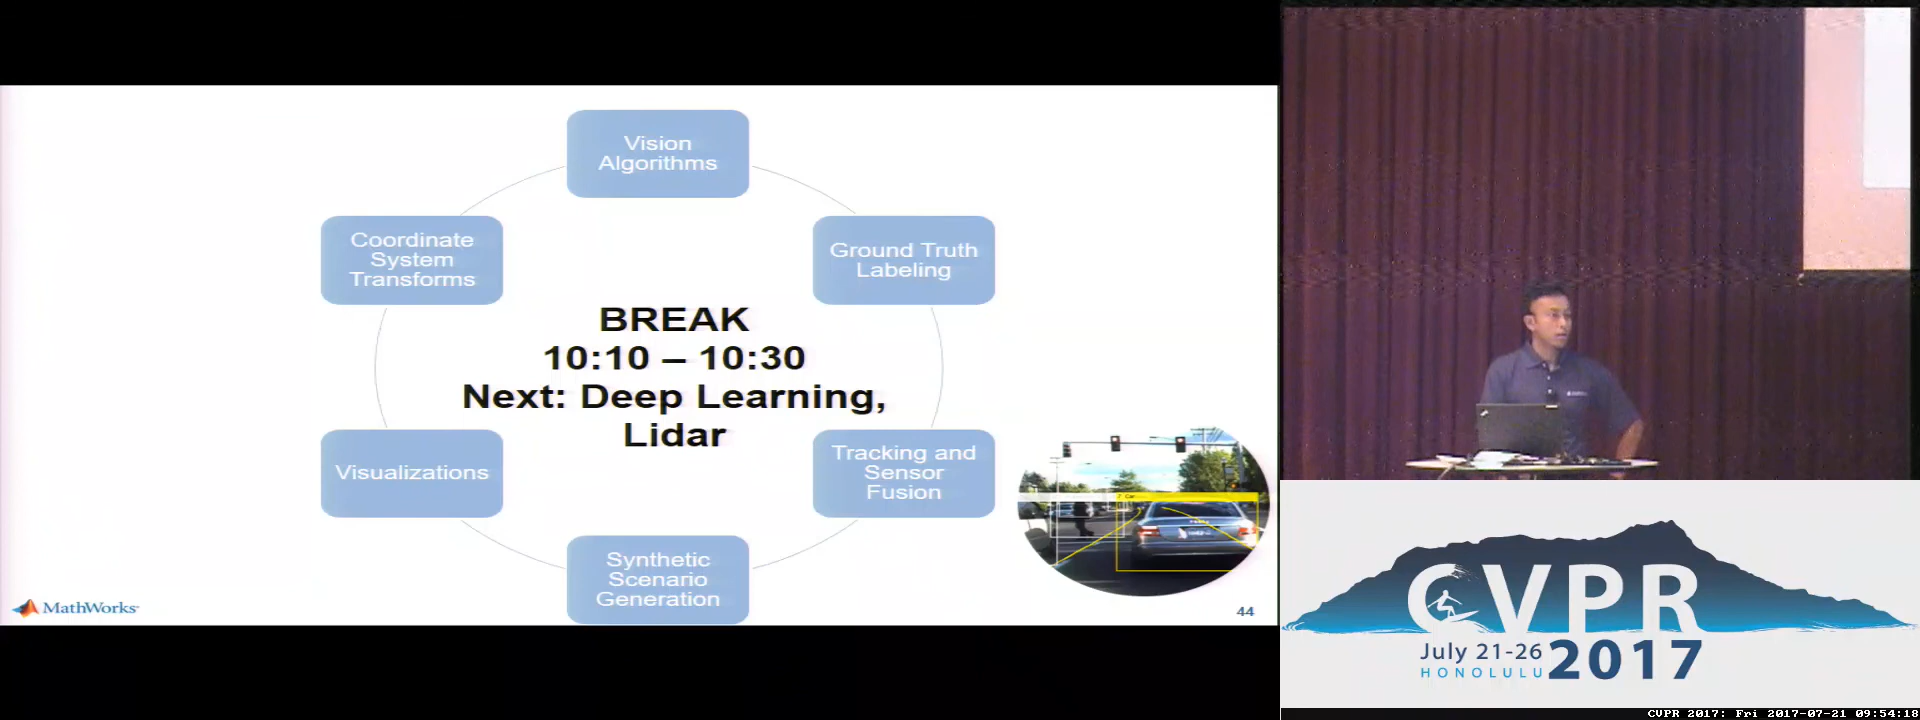 Vision
Algorithms
Coordinate
System
Transforms
Ground Truth
Labeling
BREAK
10:10 – 10:30
Next: Deep Learning,
Lidar
Visualizations
Tracking and
Sensor
Fusion
Synthetic
Scenario
Generation
MathWorks
44
CVPR
July 21-26
HONOLULU
2017
CVPR 2017: Fri 2017-07-21 09:54:18